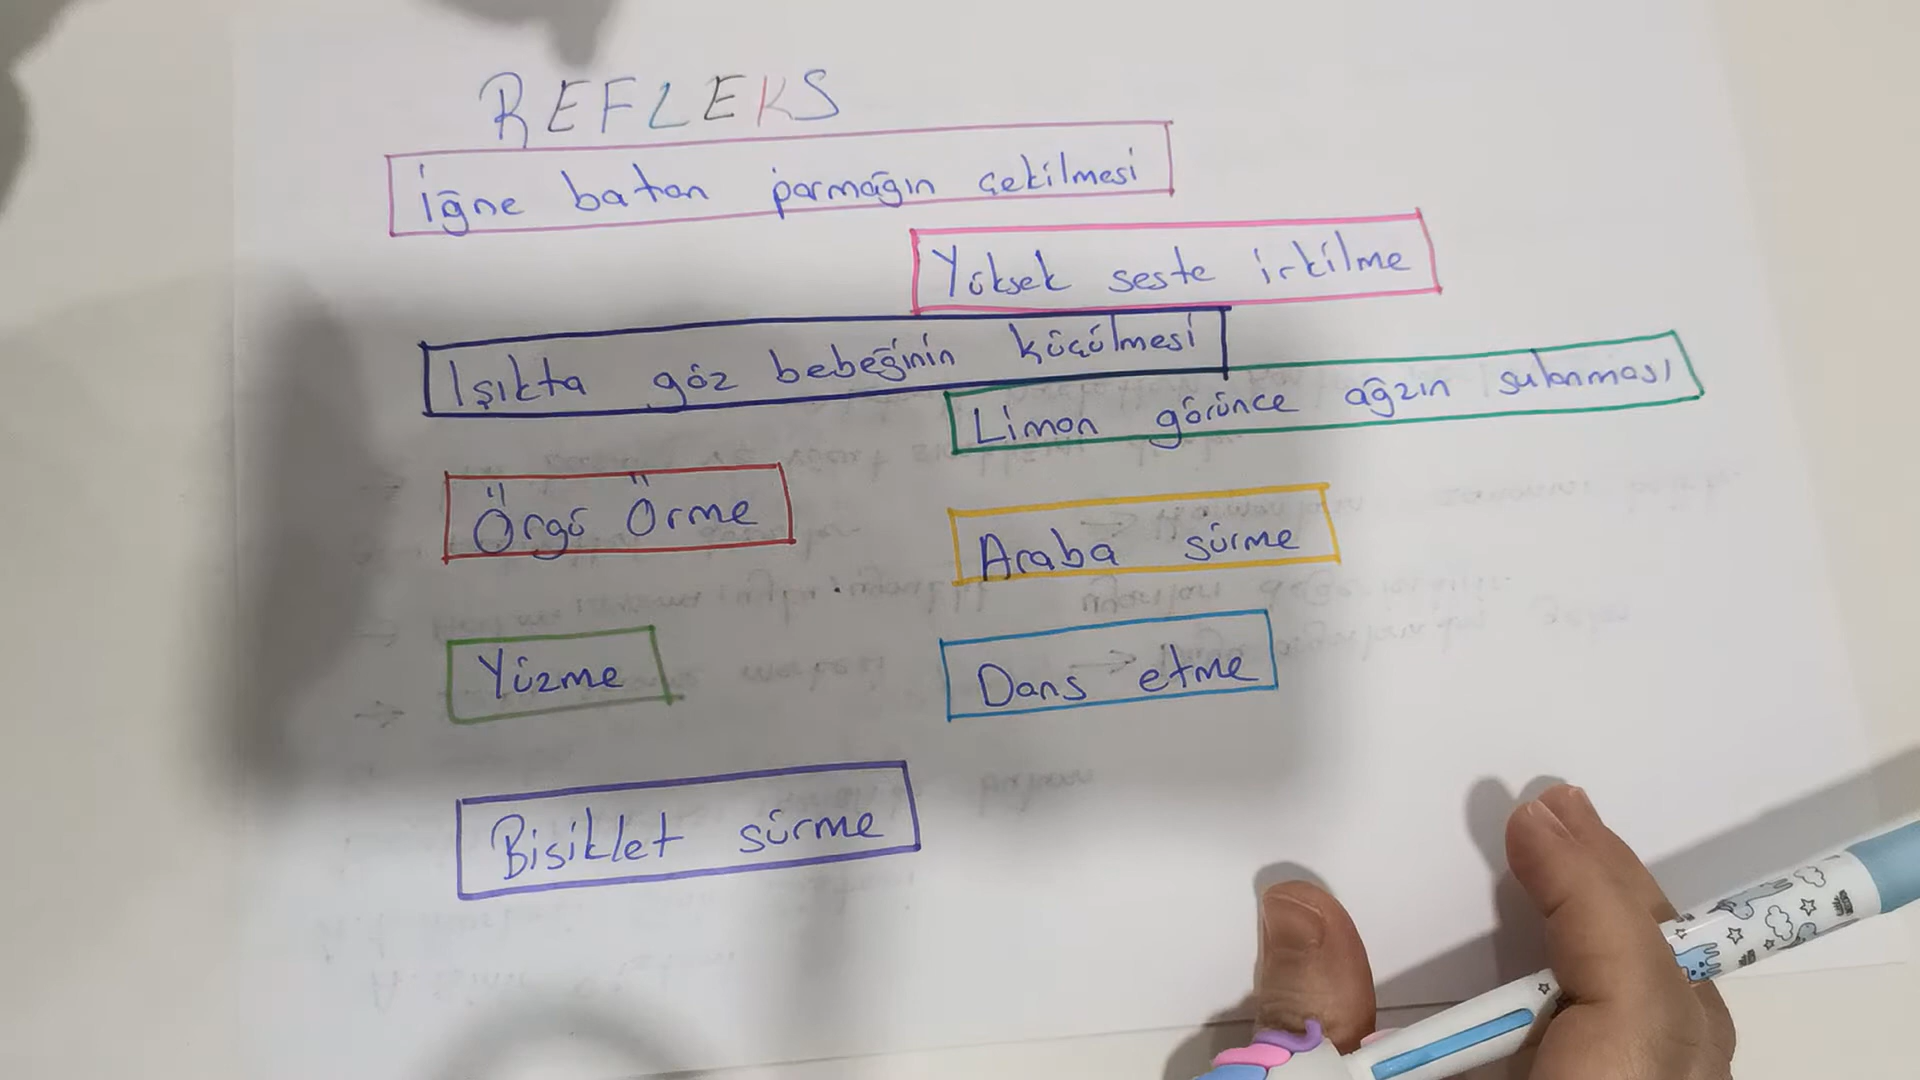 REFLEKS
İğne batan parmağın çekilmesi
Yüksek seste irkilme
Işıkta göz bebeğinin küçülmesi
Limon görünce ağzın sulanması
Örgü Örme
Araba sürme
Yüzme
Dans etme
Bisiklet sürme